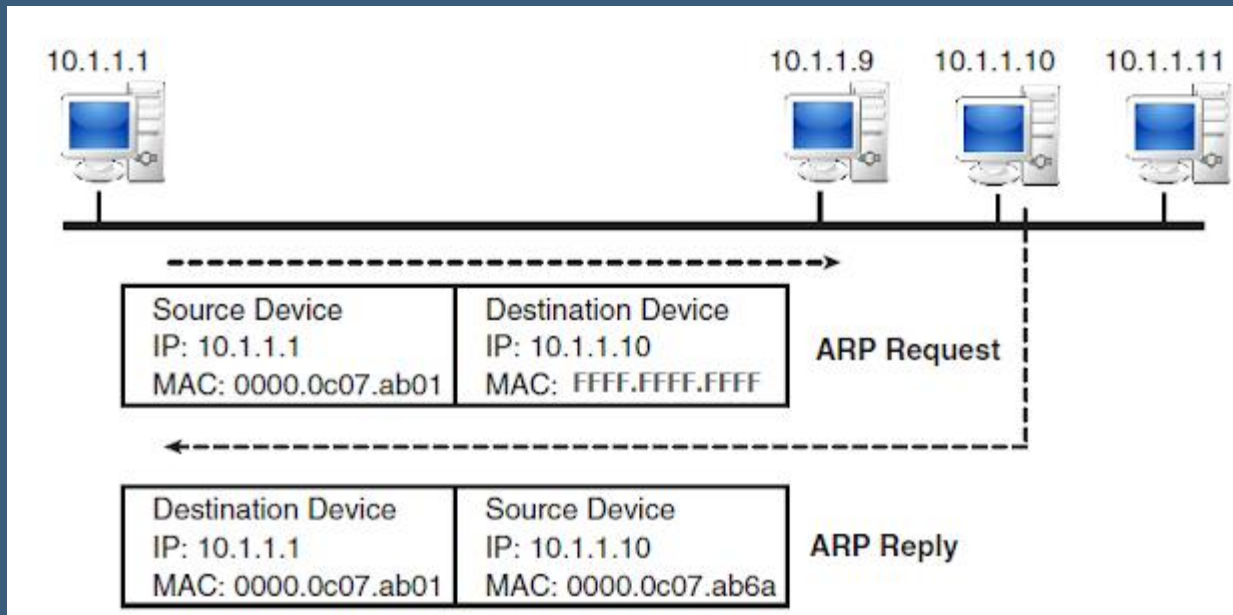 10.1.1.1
10.1.1.9
10.1.1.10
10.1.1.11
Source Device
IP: 10.1.1.1
MAC: 0000.0c07.ab01
Destination Device
IP: 10.1.1.10
MAC: FFFF.FFFF.FFFF
ARP Request
Destination Device
IP: 10.1.1.1
MAC: 0000.0c07.ab01
Source Device
IP: 10.1.1.10
MAC: 0000.0c07.ab6a
ARP Reply